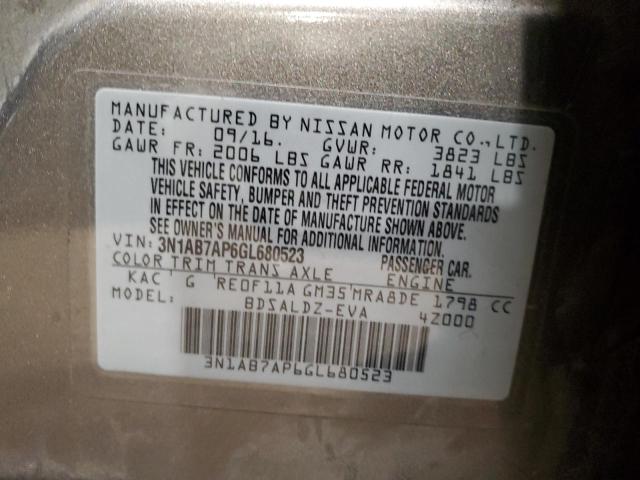 MANUFACTURED BY NISSAN MOTOR CO., LTD.
DATE: 09/16. GVWR: 3823 LBS
GAWR FR: 2006 LBS GAWR RR: 1841 LBS
THIS VEHICLE CONFORMS TO ALL APPLICABLE FEDERAL MOTOR
VEHICLE SAFETY, BUMPER AND THEFT PREVENTION STANDARDS
IN EFFECT ON THE DATE OF MANUFACTURE SHOWN ABOVE.
SEE OWNER'S MANUAL FOR ADDITIONAL INFORMATION.
VIN: 3N1AB7AP6GL680523 PASSENGER CAR.
COLOR TRIM TRANS AXLE ENGINE
KAC ' G RE0F11A GM35'MRA8DE 1798 CC
MODEL: BDSALDZ-EVA 42000
3N1AB7AP6GL680523